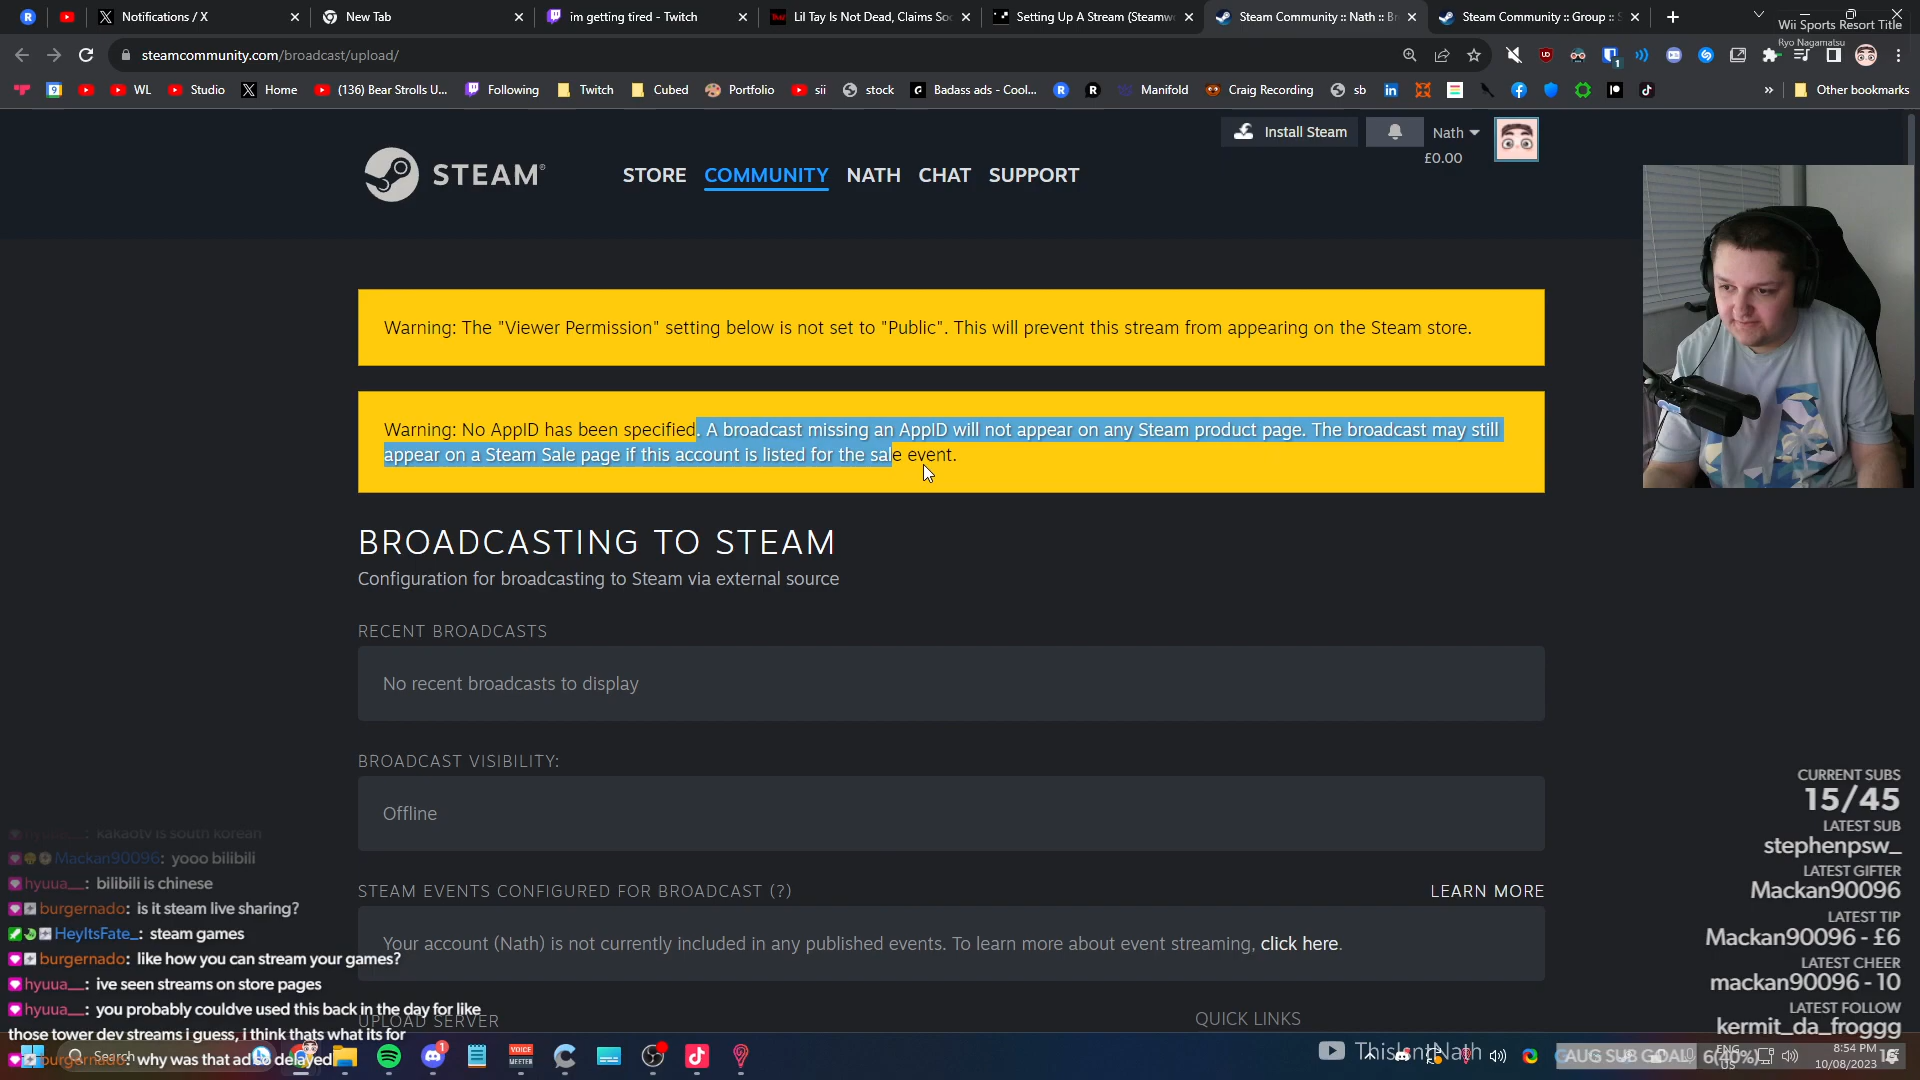 Notifications / X
New Tab
im getting tired - Twitch
Lil Tay Is Not Dead, Claims Soc
Setting Up A Stream (Steamw
Steam Community :: Nath :: Br
Steam Community :: Group ::
Wii Sports Resort Title
Ryo Nagamatsu
steamcommunity.com/broadcast/upload/
WL
Studio
Home
(136) Bear Strolls U...
Following
Twitch
Cubed
Portfolio
sii
stock
Badass ads - Cool...
Manifold
Craig Recording
sb
»
Other bookmarks
Install Steam
Nath
£0.00
STEAM
STORE
COMMUNITY
NATH
CHAT
SUPPORT
Warning: The "Viewer Permission" setting below is not set to "Public". This will prevent this stream from appearing on the Steam store.
Warning: No AppID has been specified. A broadcast missing an AppID will not appear on any Steam product page. The broadcast may still
appear on a Steam Sale page if this account is listed for the sale event.
BROADCASTING TO STEAM
Configuration for broadcasting to Steam via external source
RECENT BROADCASTS
No recent broadcasts to display
BROADCAST VISIBILITY:
Offline
STEAM EVENTS CONFIGURED FOR BROADCAST (?)
LEARN MORE
Your account (Nath) is not currently included in any published events. To learn more about event streaming, click here.
UPLOAD SERVER
QUICK LINKS
kakaotv is south korean
Mackan90096: yooo bilibili
hyuua__: bilibili is chinese
burgernado: is it steam live sharing?
HeyItsFate_: steam games
burgernado: like how you can stream your games?
hyuua__: ive seen streams on store pages
hyuua__: you probably couldve used this back in the day for like
those tower dev streams i guess, i think thats what its for
burgernado: why was that ad so delayed
CURRENT SUBS
15/45
LATEST SUB
stephenpsw_
LATEST GIFTER
Mackan90096
LATEST TIP
Mackan90096 - £6
LATEST CHEER
mackan90096 - 10
LATEST FOLLOW
kermit_da_froggg
Search
VOICE
MEETER
ThisIsntNath
AUG SUB GOAL
6(40%)
15
ENG
US
8:54 PM
10/08/2023